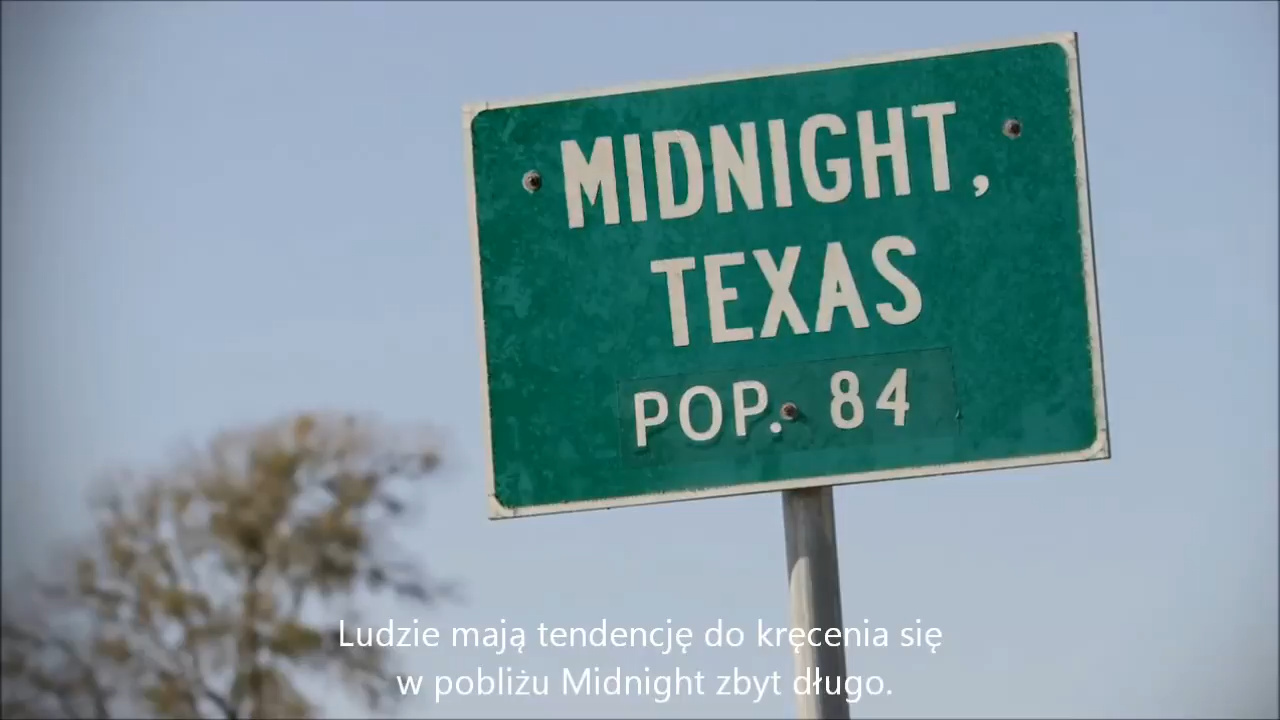 MIDNIGHT,
TEXAS
POP. 84
Ludzie mają tendencję do kręcenia się
w pobliżu Midnight zbyt długo.